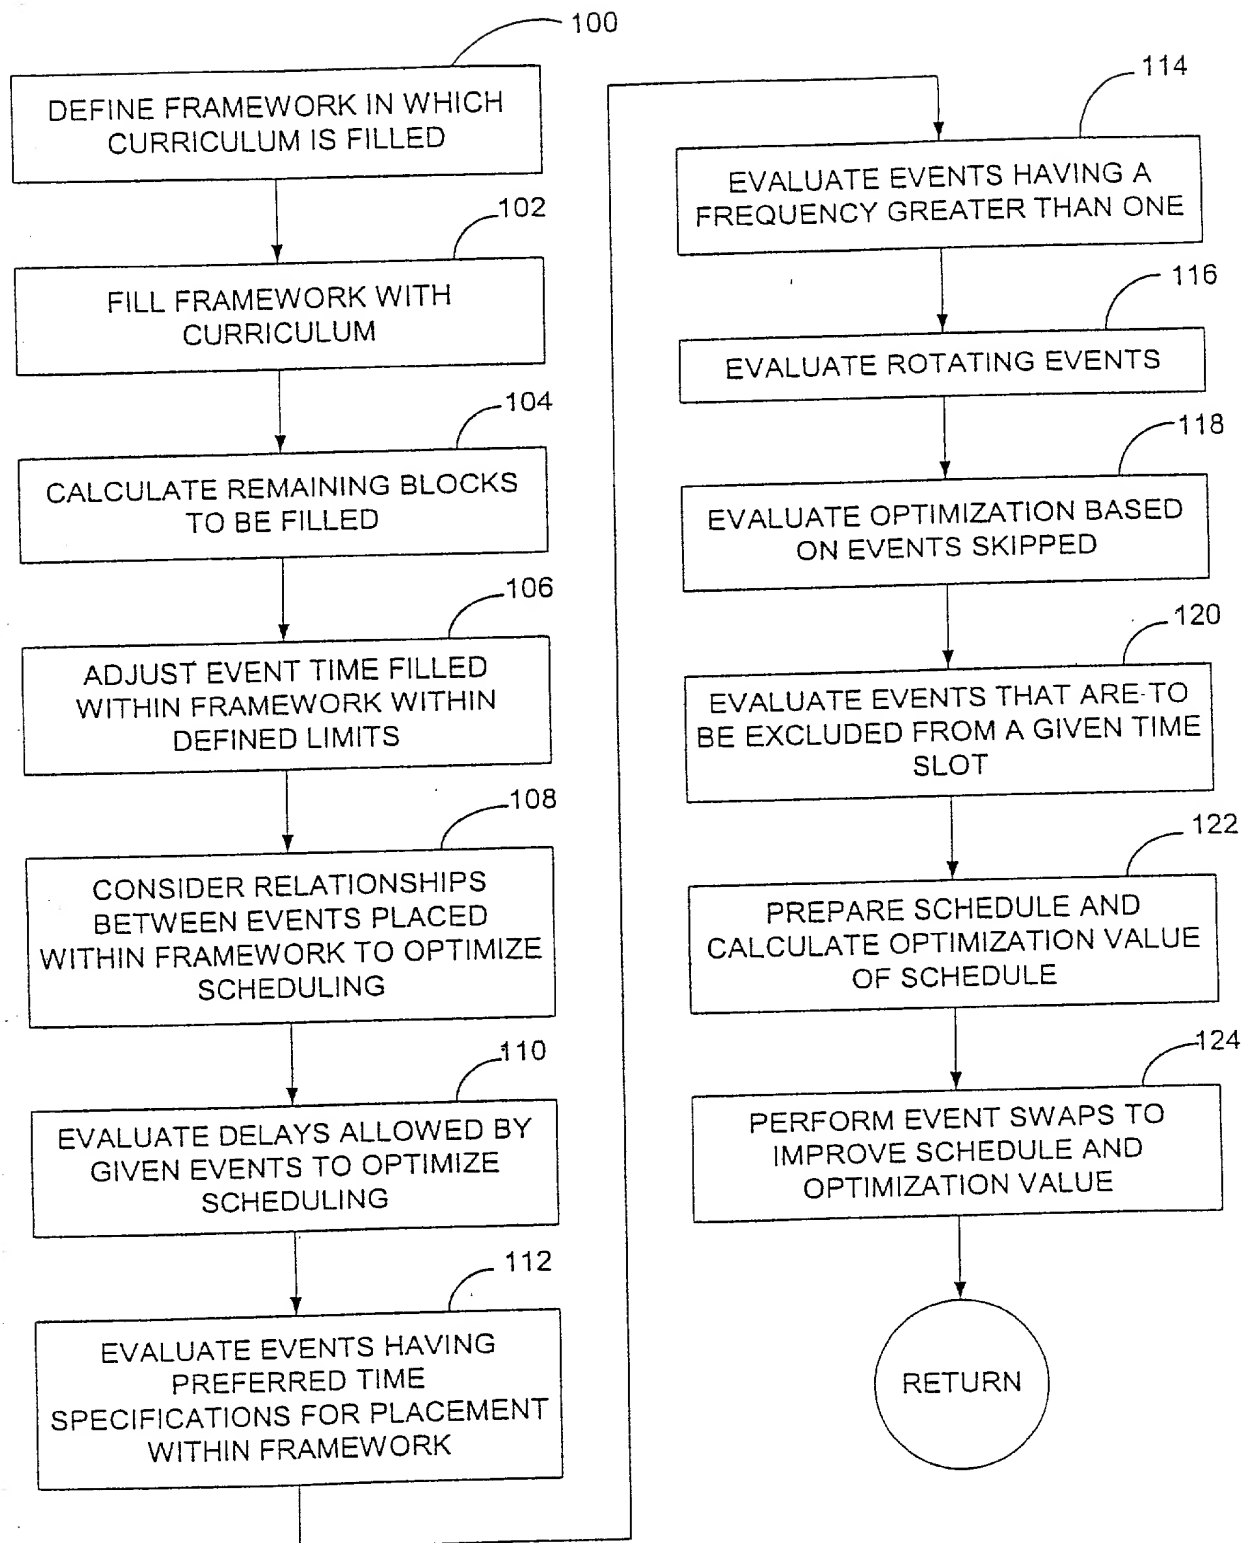 100
DEFINE FRAMEWORK IN WHICH
CURRICULUM IS FILLED
102
FILL FRAMEWORK WITH
CURRICULUM
104
CALCULATE REMAINING BLOCKS
TO BE FILLED
106
ADJUST EVENT TIME FILLED
WITHIN FRAMEWORK WITHIN
DEFINED LIMITS
108
CONSIDER RELATIONSHIPS
BETWEEN EVENTS PLACED
WITHIN FRAMEWORK TO OPTIMIZE
SCHEDULING
110
EVALUATE DELAYS ALLOWED BY
GIVEN EVENTS TO OPTIMIZE
SCHEDULING
112
EVALUATE EVENTS HAVING
PREFERRED TIME
SPECIFICATIONS FOR PLACEMENT
WITHIN FRAMEWORK
114
EVALUATE EVENTS HAVING A
FREQUENCY GREATER THAN ONE
116
EVALUATE ROTATING EVENTS
118
EVALUATE OPTIMIZATION BASED
ON EVENTS SKIPPED
120
EVALUATE EVENTS THAT ARE TO
BE EXCLUDED FROM A GIVEN TIME
SLOT
122
PREPARE SCHEDULE AND
CALCULATE OPTIMIZATION VALUE
OF SCHEDULE
124
PERFORM EVENT SWAPS TO
IMPROVE SCHEDULE AND
OPTIMIZATION VALUE
RETURN